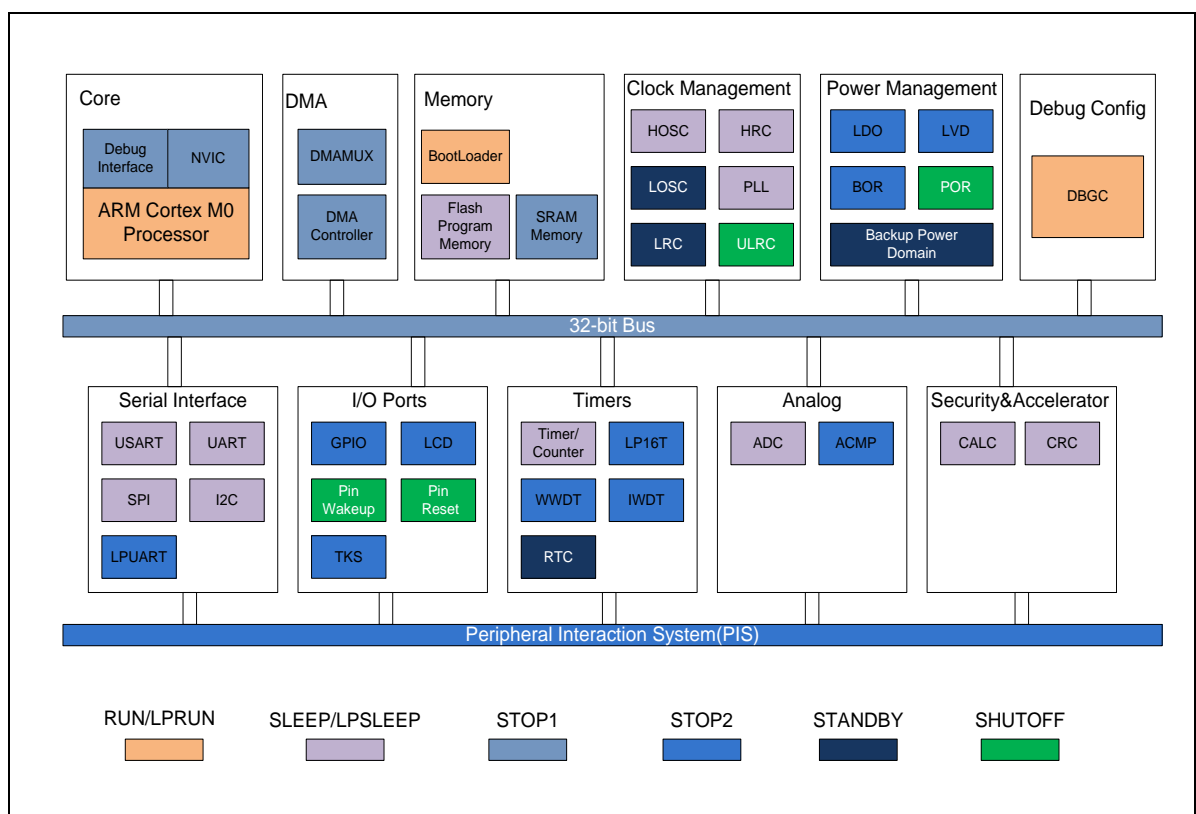 Core
Debug
Interface
NVIC
ARM Cortex M0
Processor
DMA
DMAMUX
DMA
Controller
Memory
BootLoader
Flash
Program
Memory
SRAM
Memory
Clock Management
HOSC
HRC
LOSC
PLL
LRC
ULRC
Power Management
LDO
LVD
BOR
POR
Backup Power
Domain
Debug Config
DBGC
32-bit Bus
Serial Interface
USART
UART
SPI
I2C
LPUART
I/O Ports
GPIO
LCD
Pin
Wakeup
Pin
Reset
TKS
Timers
Timer/
Counter
LP16T
WWDT
IWDT
RTC
Analog
ADC
ACMP
Security&Accelerator
CALC
CRC
Peripheral Interaction System(PIS)
RUN/LPRUN
SLEEP/LPSLEEP
STOP1
STOP2
STANDBY
SHUTOFF